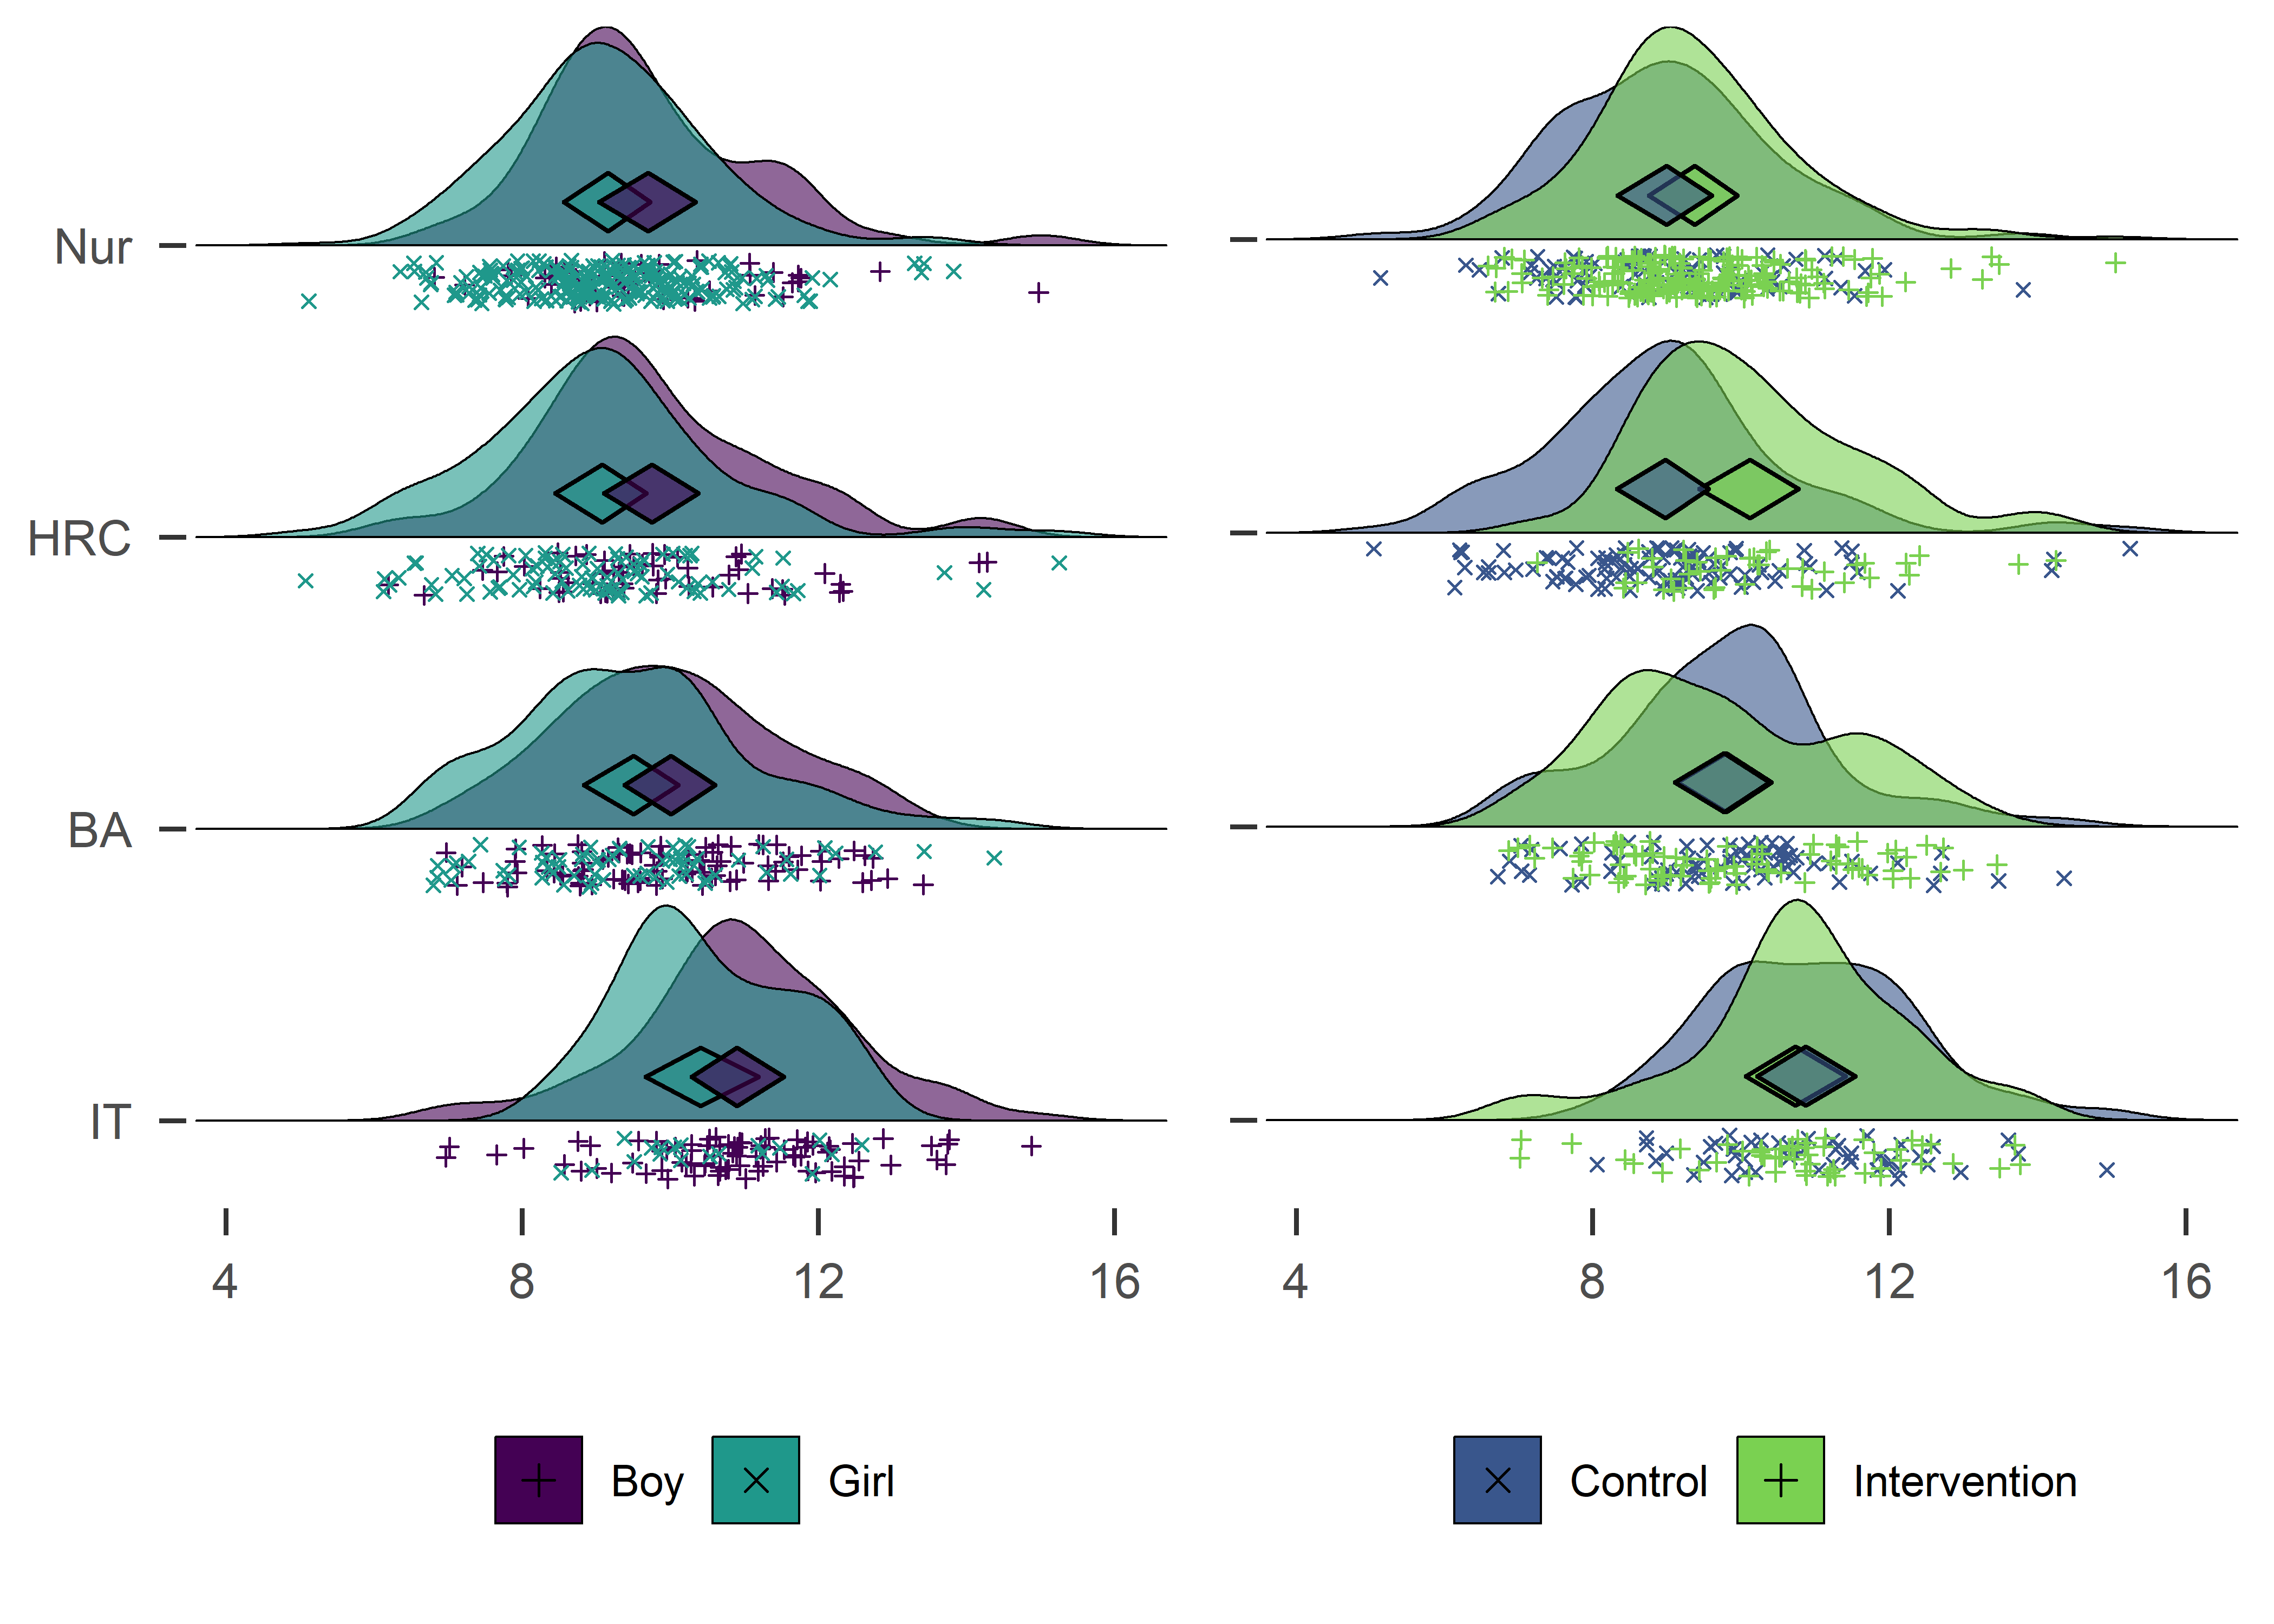 Nur
HRC
BA
IT
4 8 12 16 4 8 12 16
Boy Girl Control Intervention